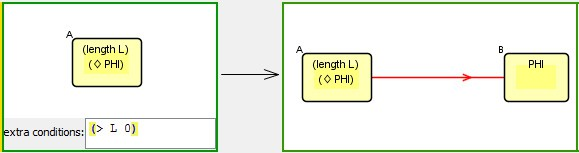 A
(length L)
(◊ PHI)
extra conditions: (> L 0)
A
(length L)
(◊ PHI)
B
PHI